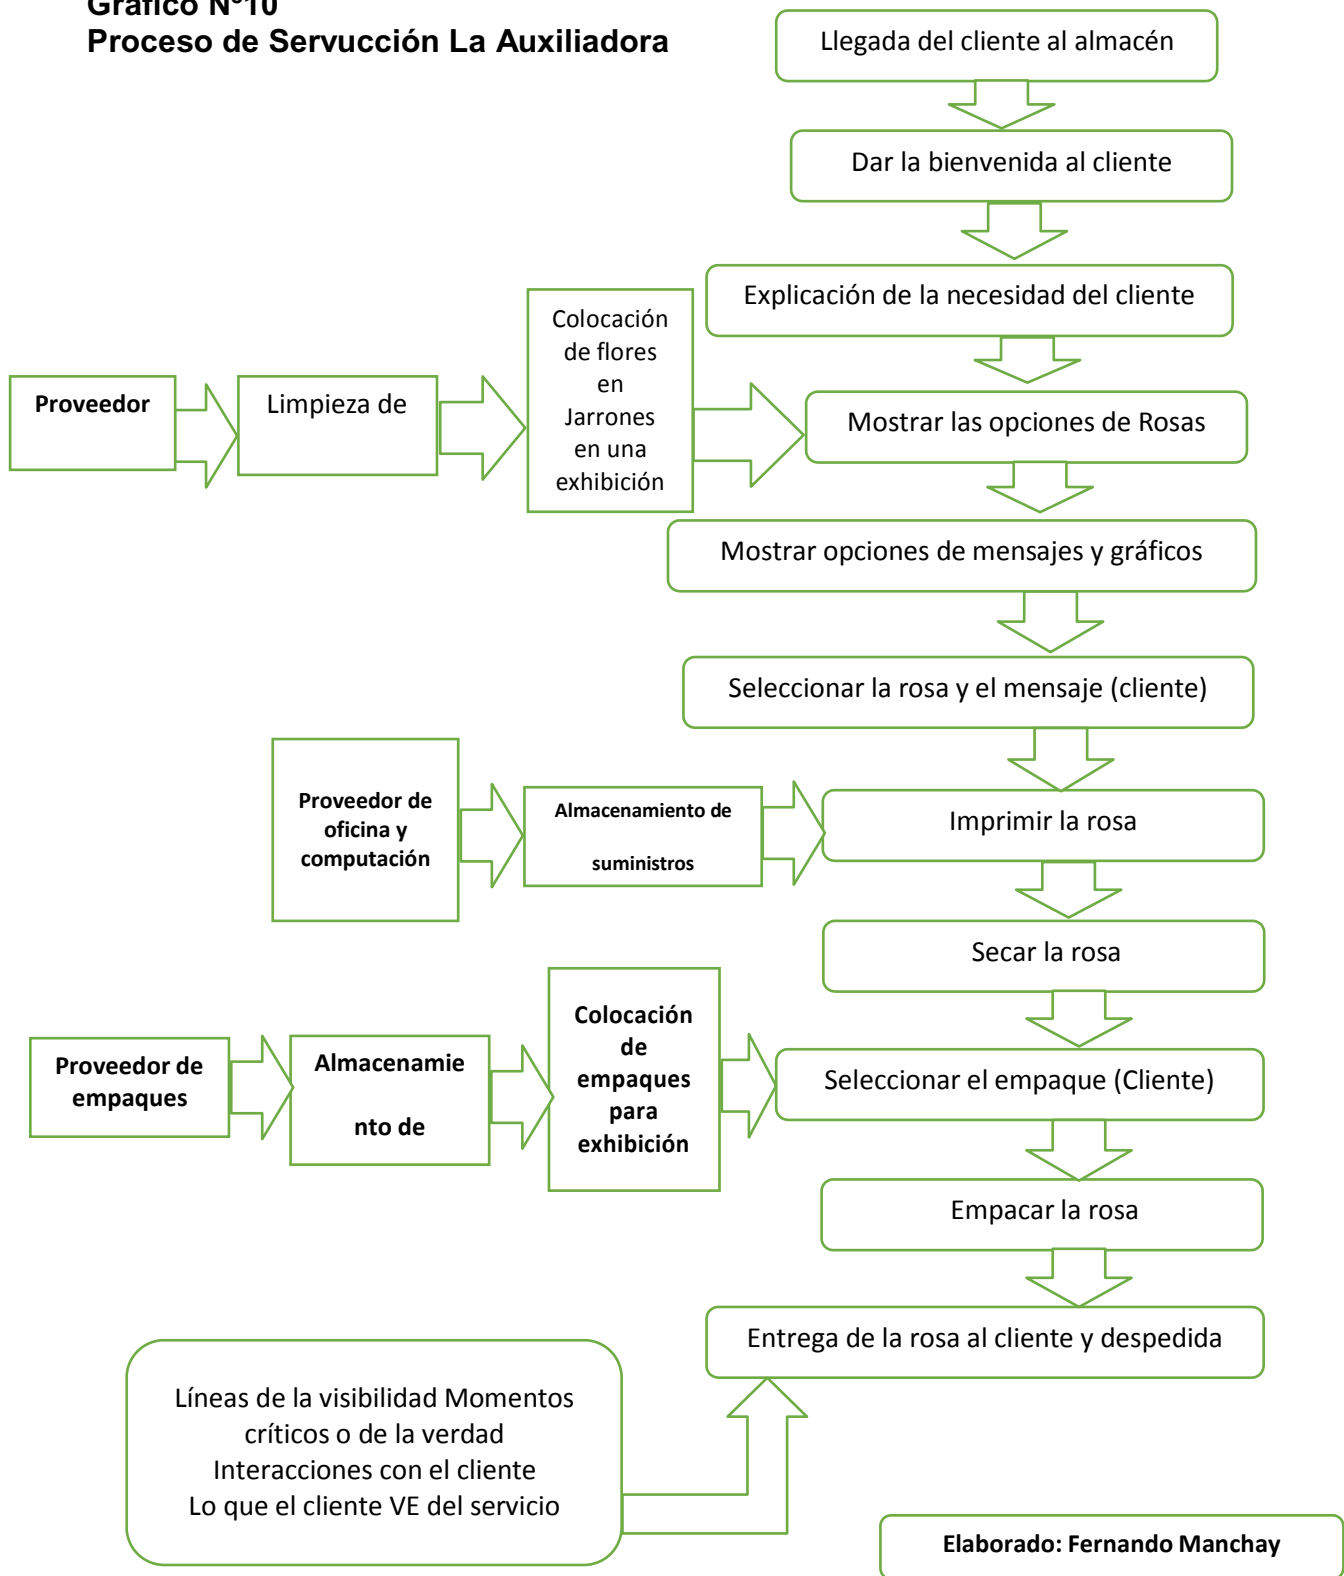 Gráfico Nº10
Proceso de Servucción La Auxiliadora
Llegada del cliente al almacén
Dar la bienvenida al cliente
Explicación de la necesidad del cliente
Colocación
de flores
en
Jarrones
en una
exhibición
Proveedor
Limpieza de
Mostrar las opciones de Rosas
Mostrar opciones de mensajes y gráficos
Seleccionar la rosa y el mensaje (cliente)
Proveedor de
oficina y
computación
Almacenamiento de
suministros
Imprimir la rosa
Secar la rosa
Proveedor de
empaques
Almacenamie
nto de
Colocación
de
empaques
para
exhibición
Seleccionar el empaque (Cliente)
Empacar la rosa
Entrega de la rosa al cliente y despedida
Líneas de la visibilidad Momentos
críticos o de la verdad
Interacciones con el cliente
Lo que el cliente VE del servicio
Elaborado: Fernando Manchay